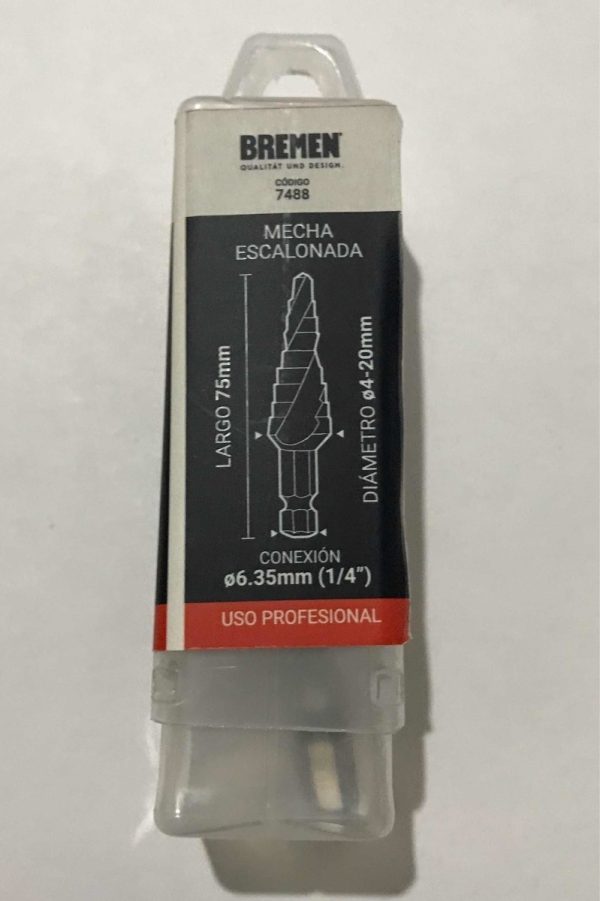 BREMEN
QUALITÄT UND DESIGN.
CÓDIGO
7488
MECHA
ESCALONADA
LARGO 75mm
DIÁMETRO ø4-20mm
CONEXIÓN
ø6.35mm (1/4")
USO PROFESIONAL